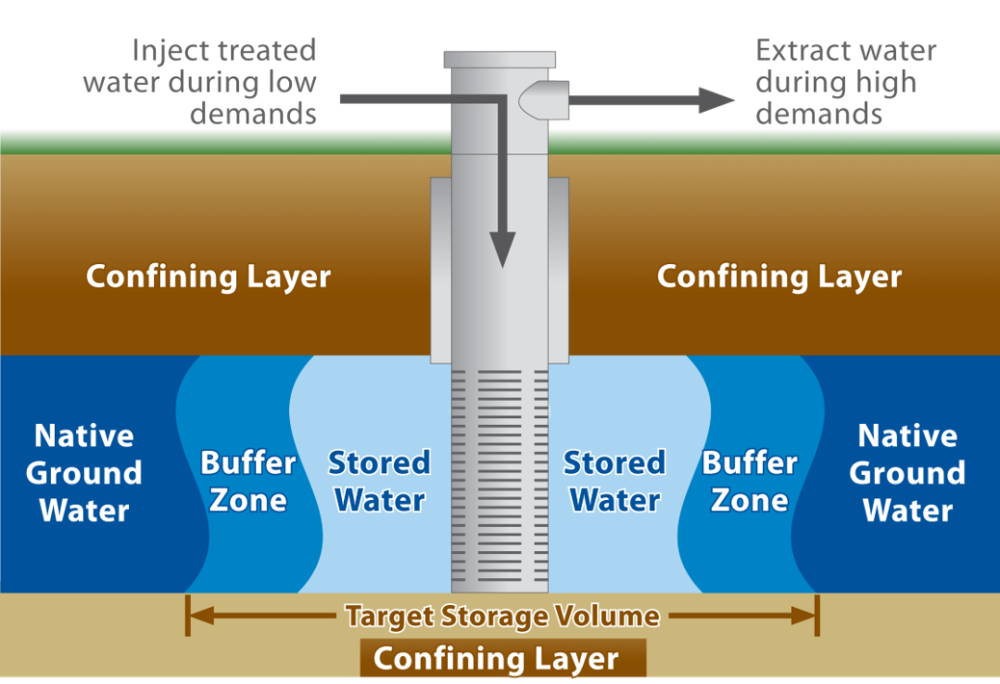 Inject treated
water during low
demands
Extract water
during high
demands
Confining Layer
Confining Layer
Native
Ground
Water
Buffer
Zone
Stored
Water
Stored
Water
Buffer
Zone
Native
Ground
Water
Target Storage Volume
Confining Layer